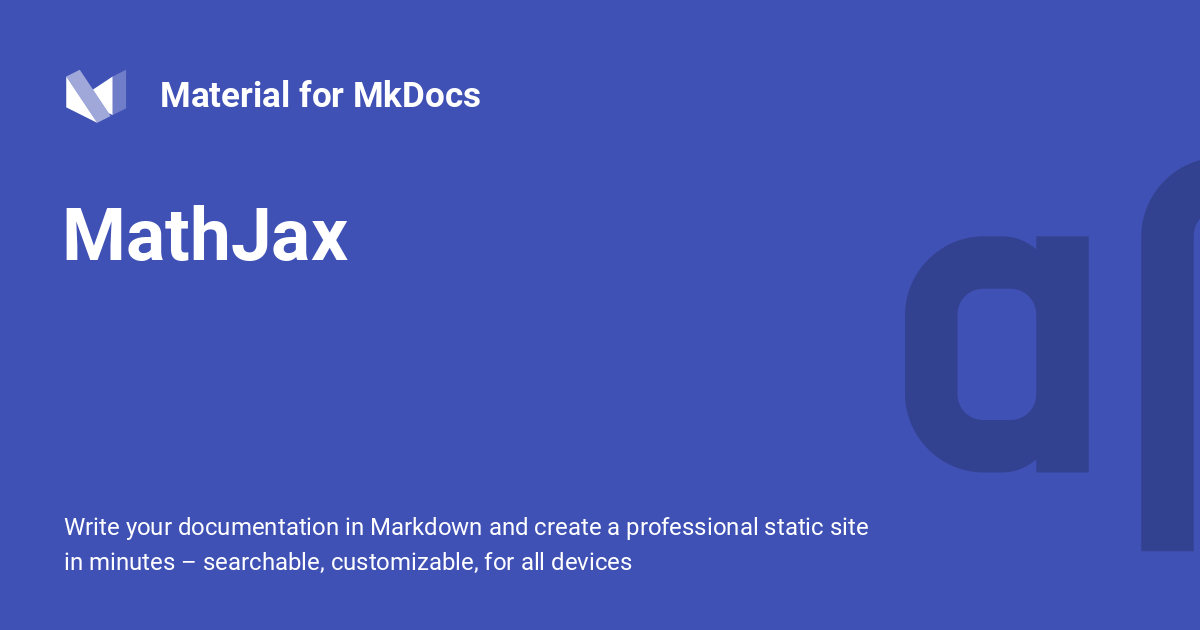 Material for MkDocs
MathJax
Write your documentation in Markdown and create a professional static site
in minutes – searchable, customizable, for all devices